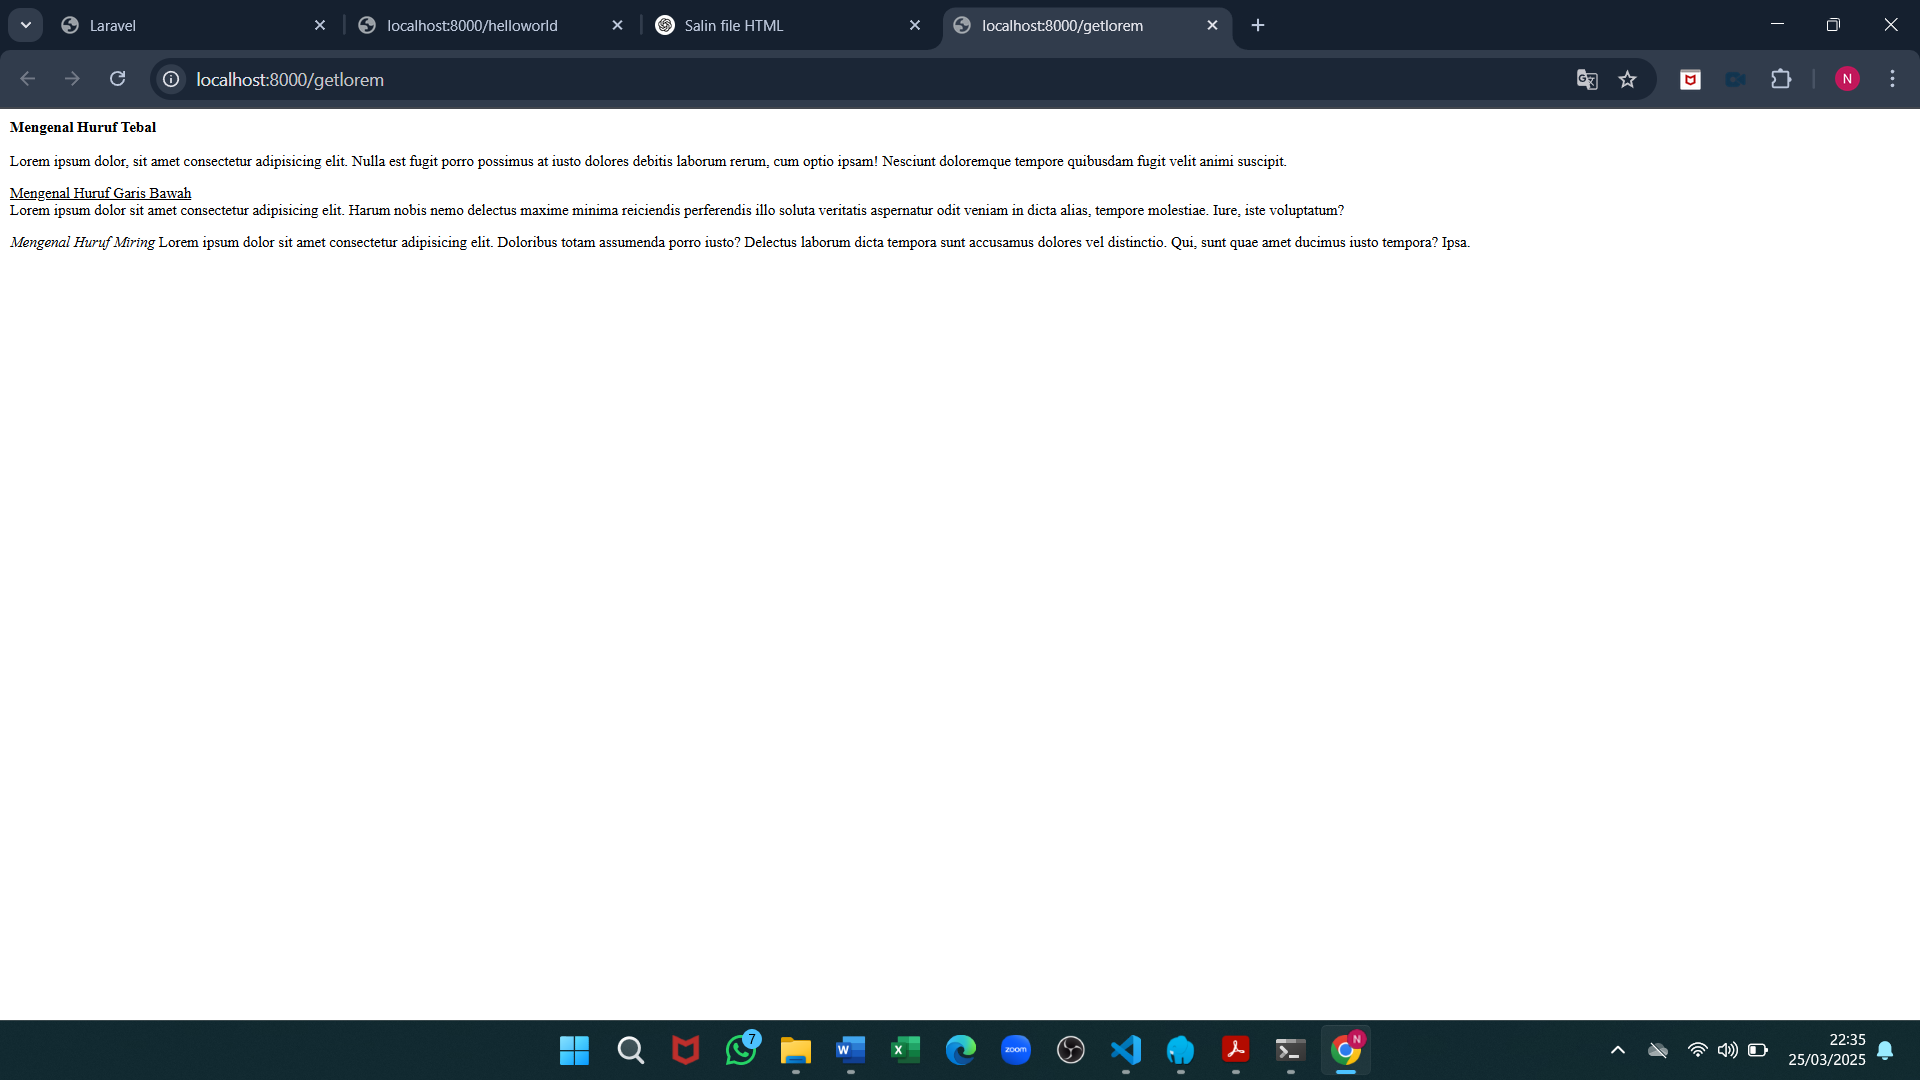 Laravel
localhost:8000/helloworld
Salin file HTML
localhost:8000/getlorem
localhost:8000/getlorem
N
Mengenal Huruf Tebal
Lorem ipsum dolor, sit amet consectetur adipisicing elit. Nulla est fugit porro possimus at iusto dolores debitis laborum rerum, cum optio ipsam! Nesciunt doloremque tempore quibusdam fugit velit animi suscipit.
Mengenal Huruf Garis Bawah
Lorem ipsum dolor sit amet consectetur adipisicing elit. Harum nobis nemo delectus maxime minima reiciendis perferendis illo soluta veritatis aspernatur odit veniam in dicta alias, tempore molestiae. Iure, iste voluptatum?
Mengenal Huruf Miring Lorem ipsum dolor sit amet consectetur adipisicing elit. Doloribus totam assumenda porro iusto? Delectus laborum dicta tempora sunt accusamus dolores vel distinctio. Qui, sunt quae amet ducimus iusto tempora? Ipsa.
7
W
X
zoom
N
22:35
25/03/2025